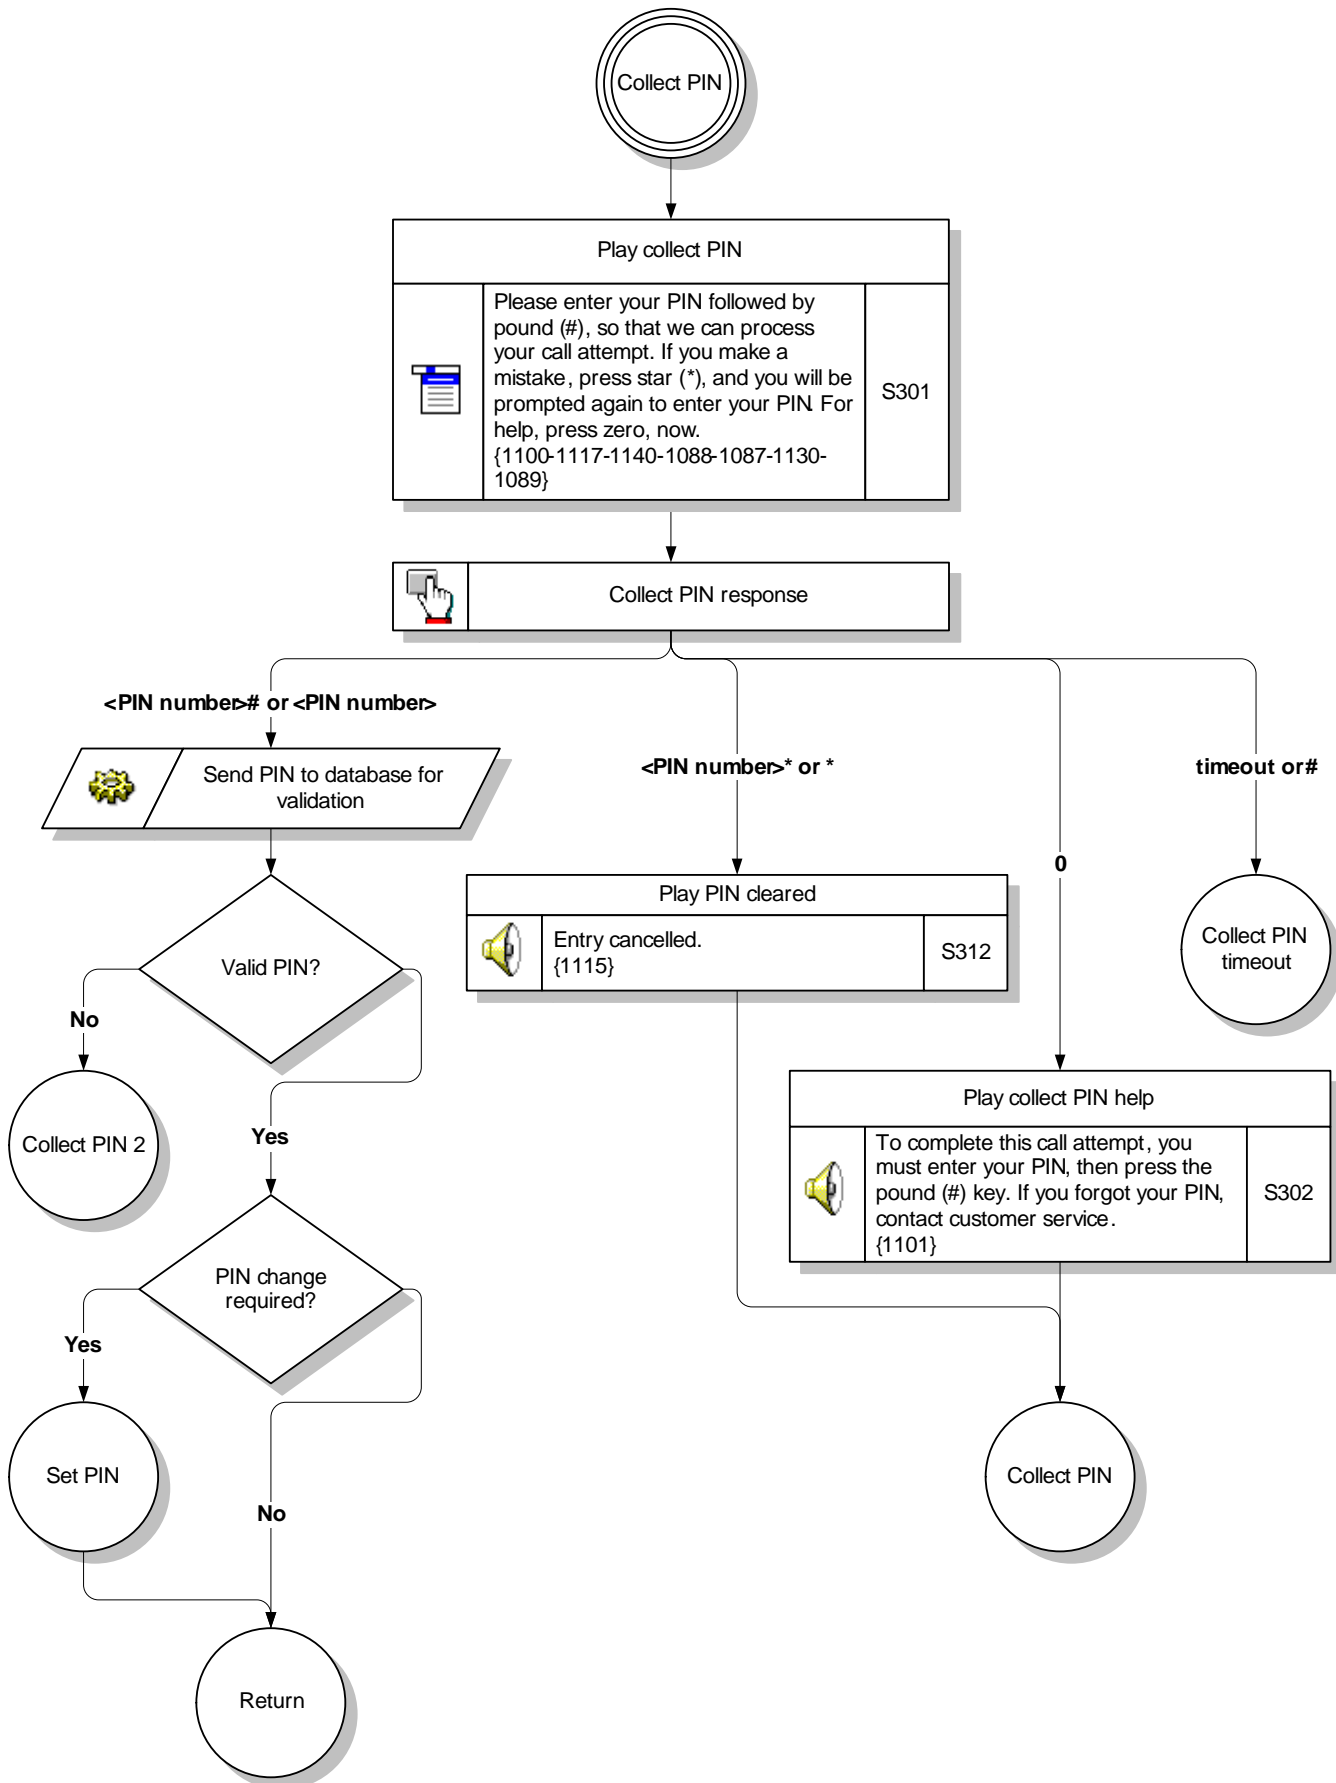 Collect PIN
Play collect PIN
Please enter your PIN followed by
pound (#), so that we can process
your call attempt. If you make a
mistake, press star (*), and you will be
prompted again to enter your PIN. For
help, press zero, now.
{1100-1117-1140-1088-1087-1130-
1089}
S301
Collect PIN response
<PIN number># or <PIN number>
<PIN number>* or *
timeout or #
0
Send PIN to database for
validation
Valid PIN?
No
Yes
Collect PIN 2
Play PIN cleared
Entry cancelled.
{1115}
S312
Collect PIN
timeout
Play collect PIN help
To complete this call attempt, you
must enter your PIN, then press the
pound (#) key. If you forgot your PIN,
contact customer service.
{1101}
S302
PIN change
required?
Yes
No
Set PIN
Collect PIN
Return